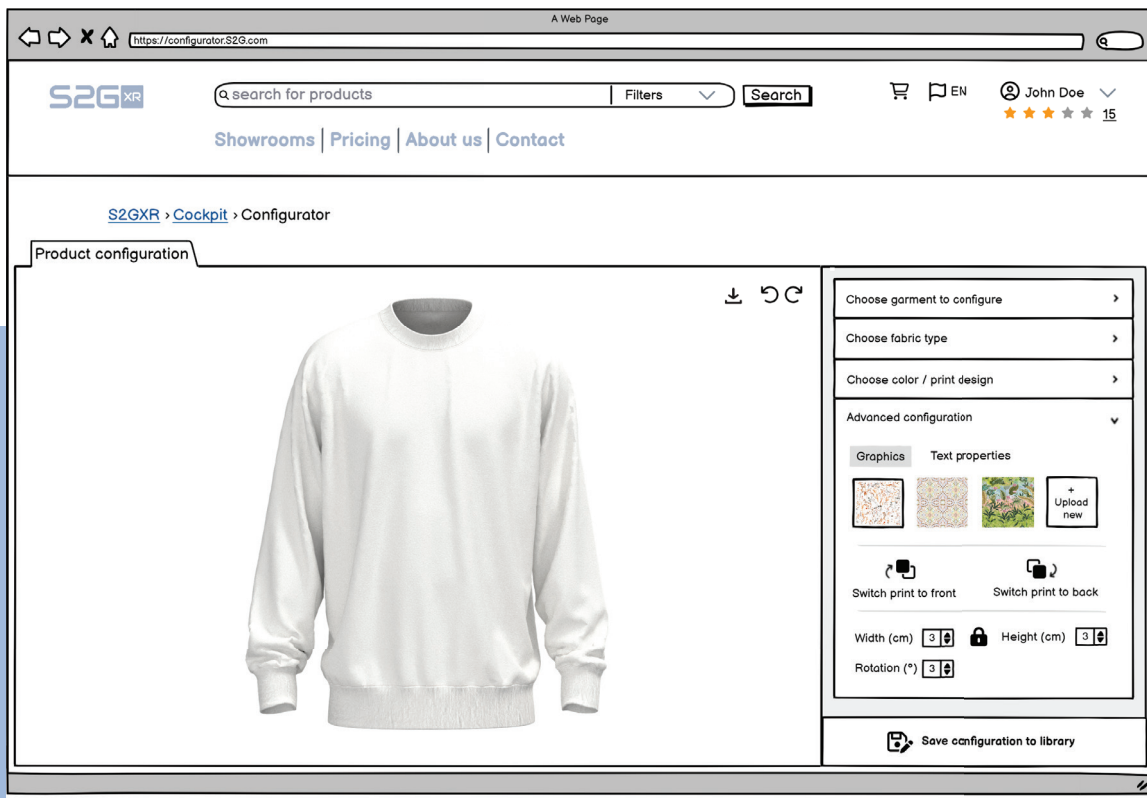 A Web Page
https://configurator.S2G.com
S2G XR
search for products
Filters
Search
EN
John Doe
15
Showrooms | Pricing | About us | Contact
S2GXR › Cockpit › Configurator
Product configuration
Choose garment to configure
Choose fabric type
Choose color / print design
Advanced configuration
Graphics
Text properties
+
Upload
new
Switch print to front
Switch print to back
Width (cm) 3
Height (cm) 3
Rotation (°) 3
Save configuration to library